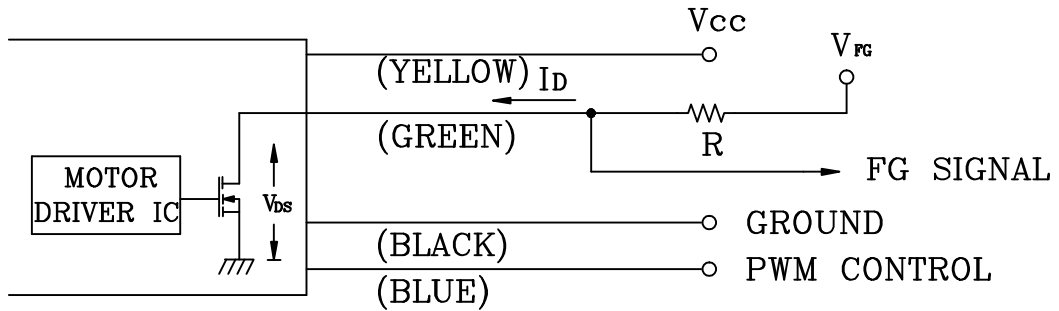 Vcc
VFG
(YELLOW)
ID
(GREEN)
R
FG SIGNAL
MOTOR
DRIVER IC
VDS
GROUND
(BLACK)
PWM CONTROL
(BLUE)